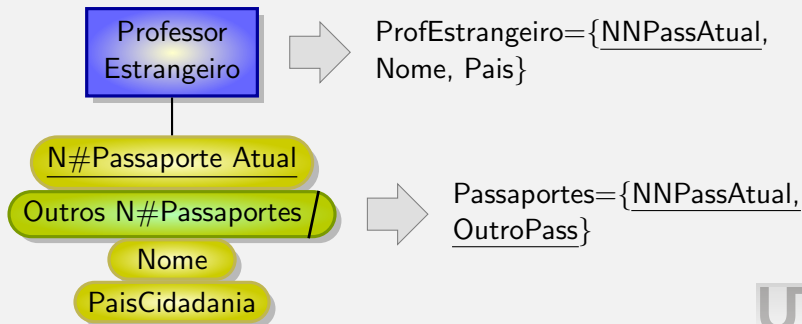 Professor
Estrangeiro
ProfEstrangeiro={NNPassAtual,
Nome, Pais}
N#Passaporte Atual
Outros N#Passaportes
Passaportes={NNPassAtual,
OutroPass}
Nome
PaisCidadania